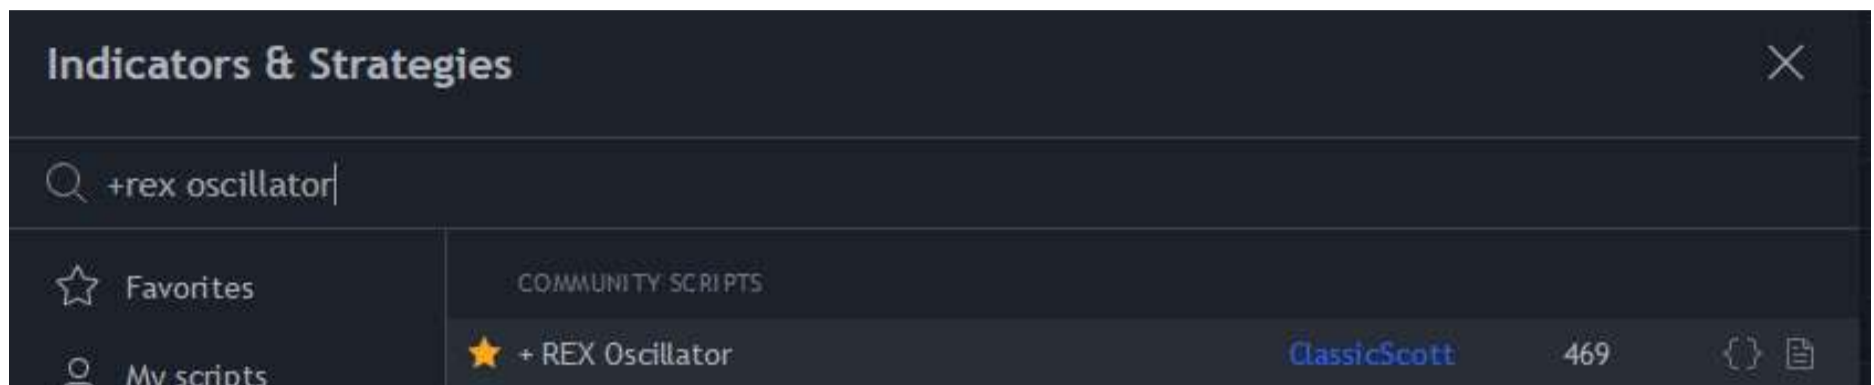 Indicators & Strategies
+rex oscillator
Favorites
COMMUNITY SCRIPTS
+ REX Oscillator ClassicScott 469
My scripts